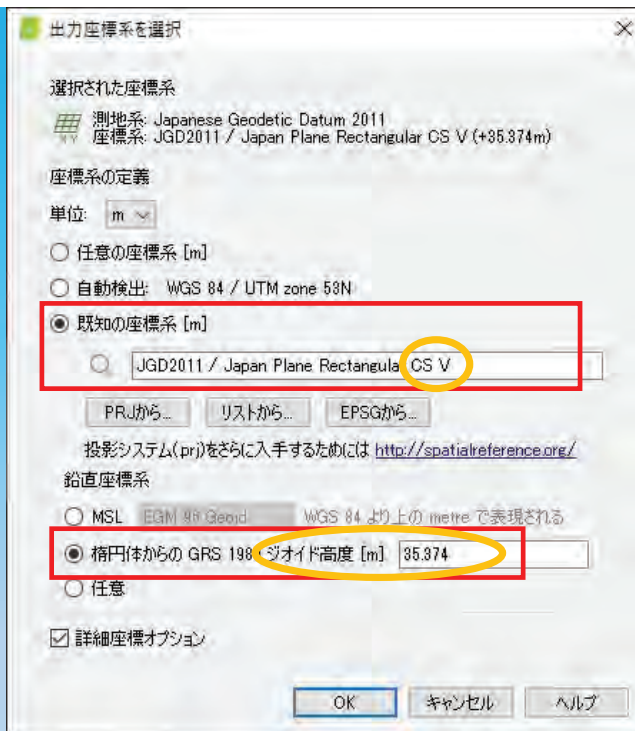 出力座標系を選択
選択された座標系
測地系: Japanese Geodetic Datum 2011
座標系: JGD2011 / Japan Plane Rectangular CS V (+35.374m)
座標系の定義
単位: m
任意の座標系 [m]
自動検出: WGS 84 / UTM zone 53N
既知の座標系 [m]
JGD2011 / Japan Plane Rectangular CS V
PRJから... リストから... EPSGから...
投影システム(prj)をさらに入手するためには http://spatialreference.org/
鉛直座標系
MSL EGM 96 Geoid WGS 84 より上の metre で表現される
楕円体からの GRS 1980 ジオイド高度 [m] 35.374
任意
詳細座標オプション
OK キャンセル ヘルプ